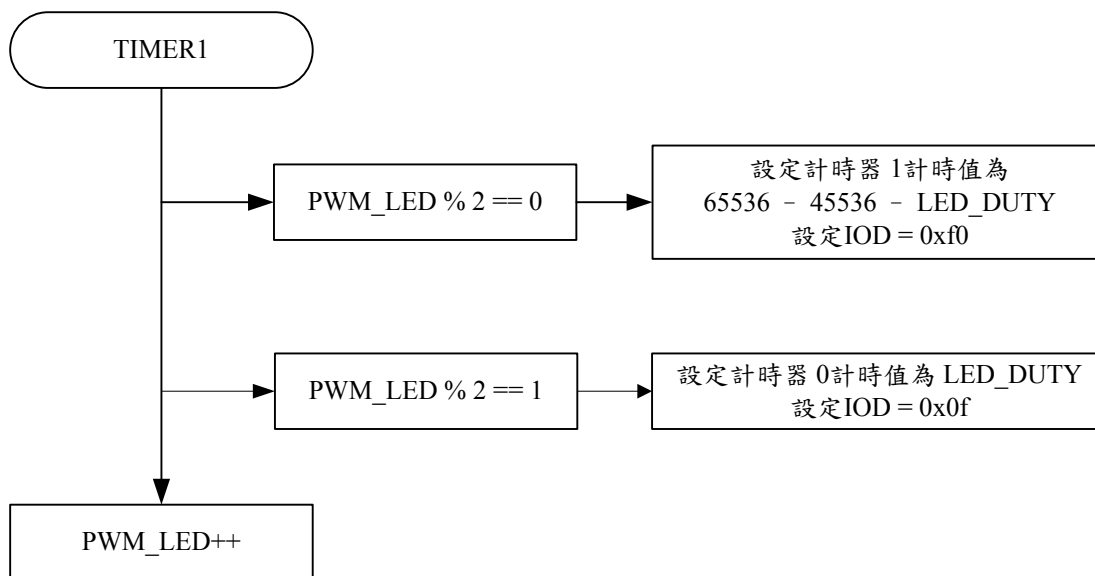 TIMER1
PWM_LED % 2 == 0
設定計時器 1計時值為
65536 - 45536 - LED_DUTY
設定IOD = 0xf0
PWM_LED % 2 == 1
設定計時器 0計時值為 LED_DUTY
設定IOD = 0x0f
PWM_LED++